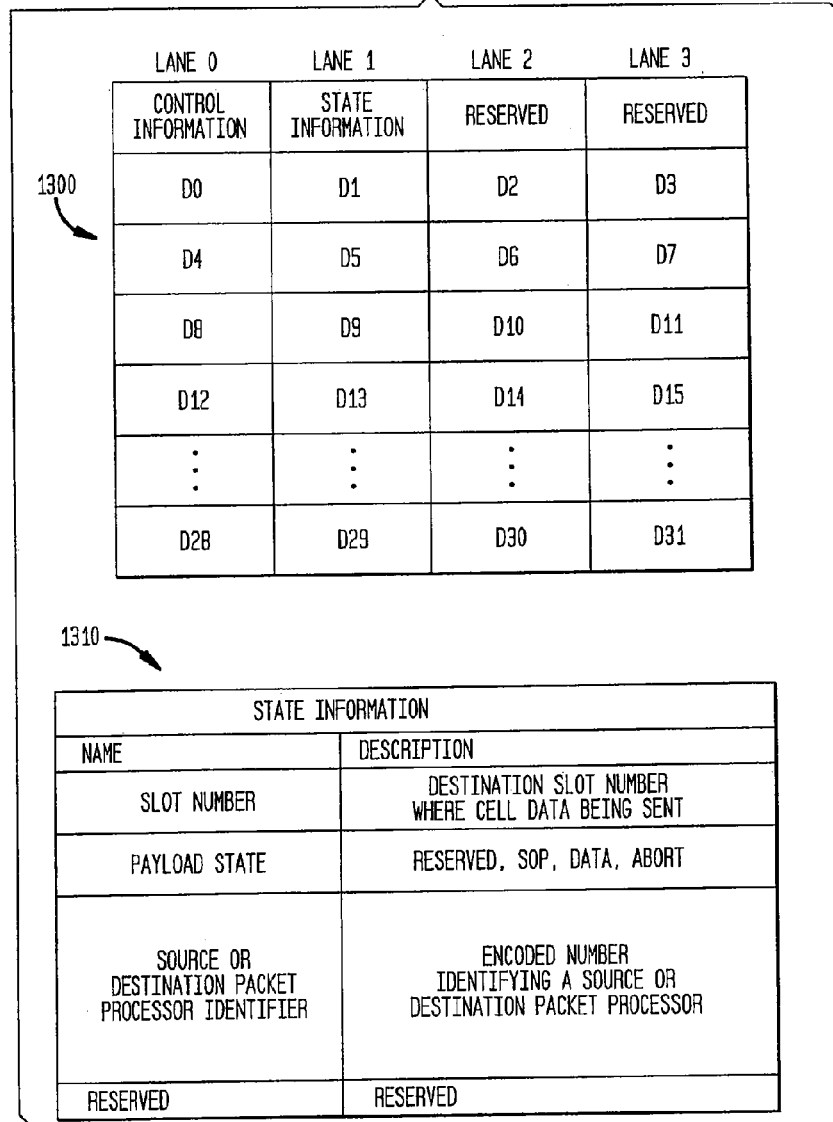 LANE 0 LANE 1 LANE 2 LANE 3
CONTROL INFORMATION STATE INFORMATION RESERVED RESERVED
1300
D0 D1 D2 D3
D4 D5 D6 D7
D8 D9 D10 D11
D12 D13 D14 D15
D28 D29 D30 D31
1310
STATE INFORMATION
NAME DESCRIPTION
SLOT NUMBER DESTINATION SLOT NUMBER WHERE CELL DATA BEING SENT
PAYLOAD STATE RESERVED, SOP, DATA, ABORT
SOURCE OR DESTINATION PACKET PROCESSOR IDENTIFIER ENCODED NUMBER IDENTIFYING A SOURCE OR DESTINATION PACKET PROCESSOR
RESERVED RESERVED